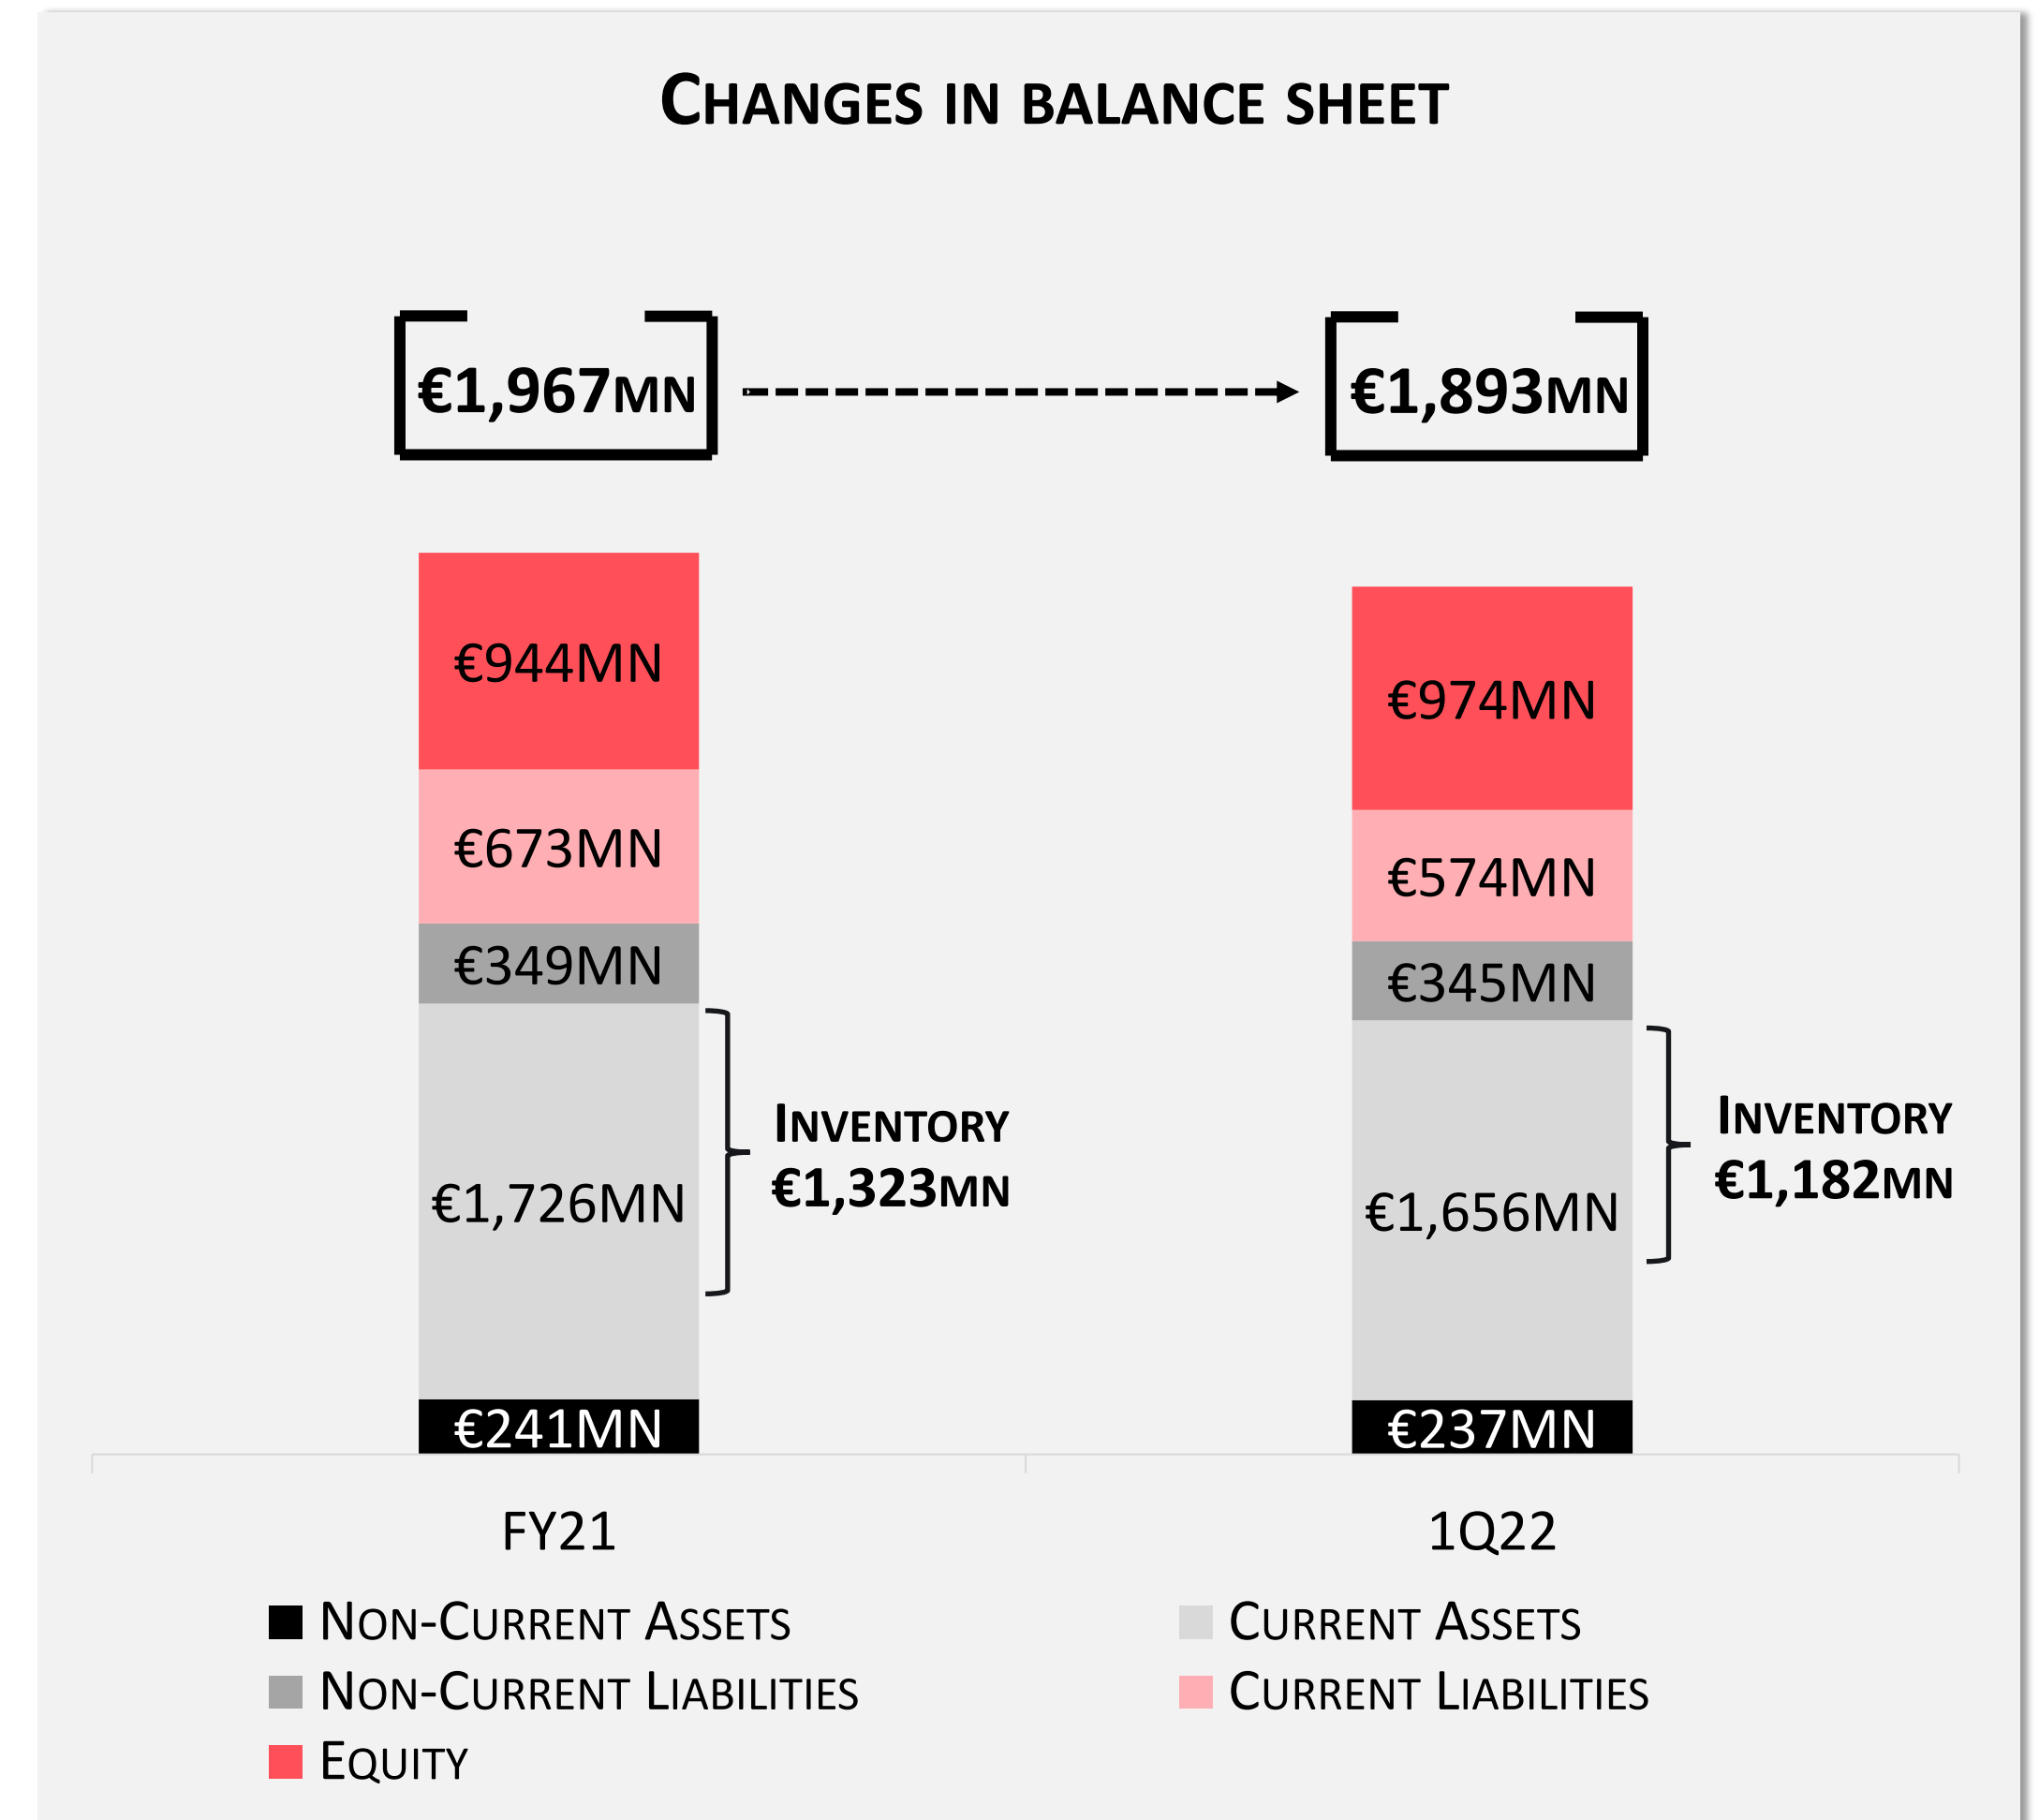 CHANGES IN BALANCE SHEET
€1,967MN
€1,893MN
€944MN
€673MN
€349MN
€1,726MN
€241MN
INVENTORY
€1,323MN
€974MN
€574MN
€345MN
€1,656MN
€237MN
INVENTORY
€1,182MN
FY21
1Q22
NON-CURRENT ASSETS
CURRENT ASSETS
NON-CURRENT LIABILITIES
CURRENT LIABILITIES
EQUITY